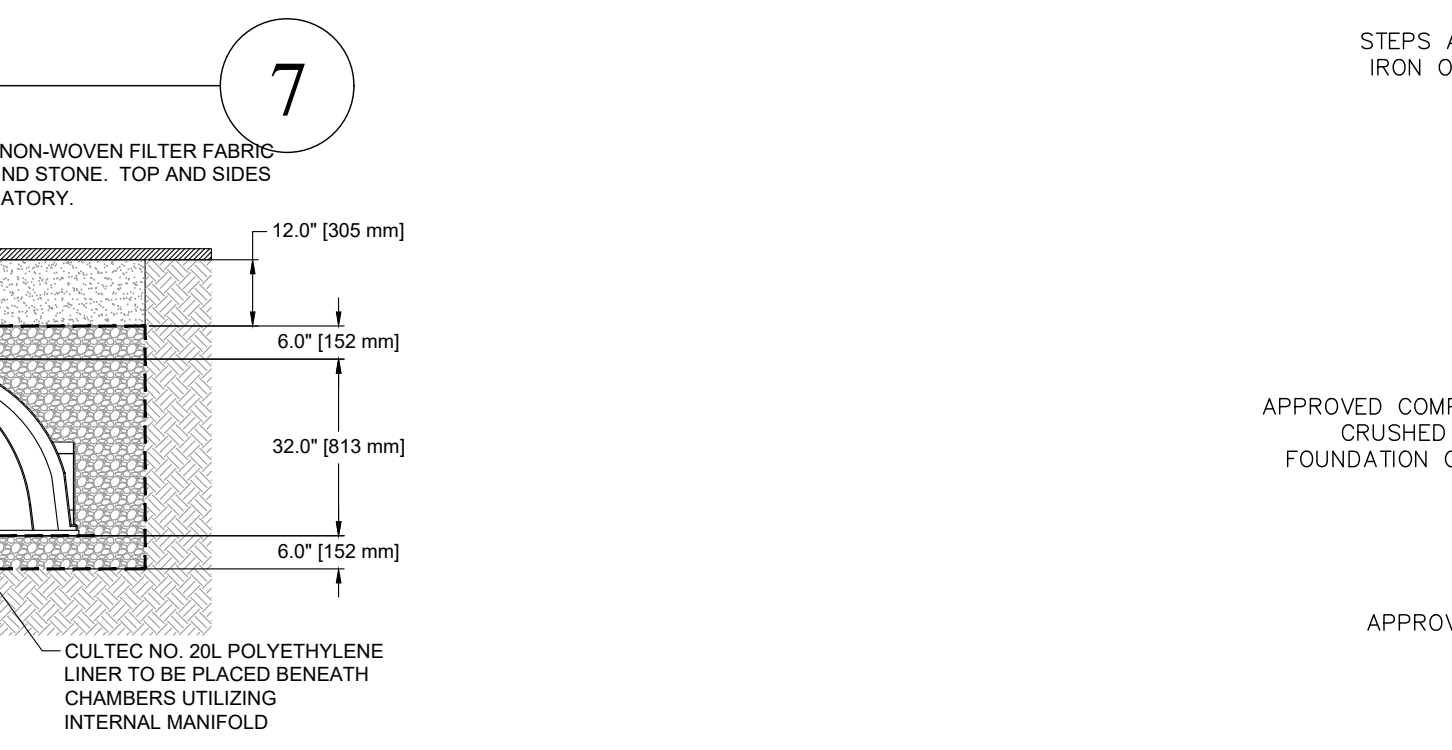 7
NON-WOVEN FILTER FABRIC
ND STONE. TOP AND SIDES
ATORY.
12.0" [305 mm]
6.0" [152 mm]
32.0" [813 mm]
6.0" [152 mm]
CULTEC NO. 20L POLYETHYLENE
LINER TO BE PLACED BENEATH
CHAMBERS UTILIZING
INTERNAL MANIFOLD
STEPS A
IRON O
APPROVED COMP
CRUSHED
FOUNDATION
APPROV